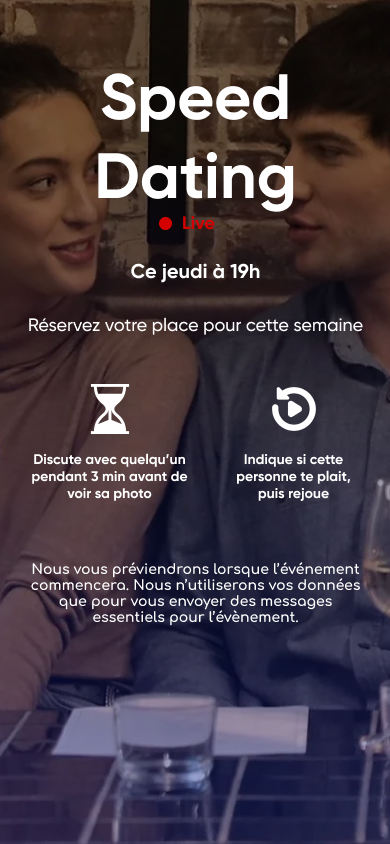 Speed
Dating
Live
Ce jeudi à 19h
Réservez votre place pour cette semaine
Discute avec quelqu'un
pendant 3 min avant de
voir sa photo
Indique si cette
personne te plait,
puis rejoue
Nous vous préviendrons lorsque l'événement
commencera. Nous n'utiliserons vos données
que pour vous envoyer des messages
essentiels pour l'évènement.